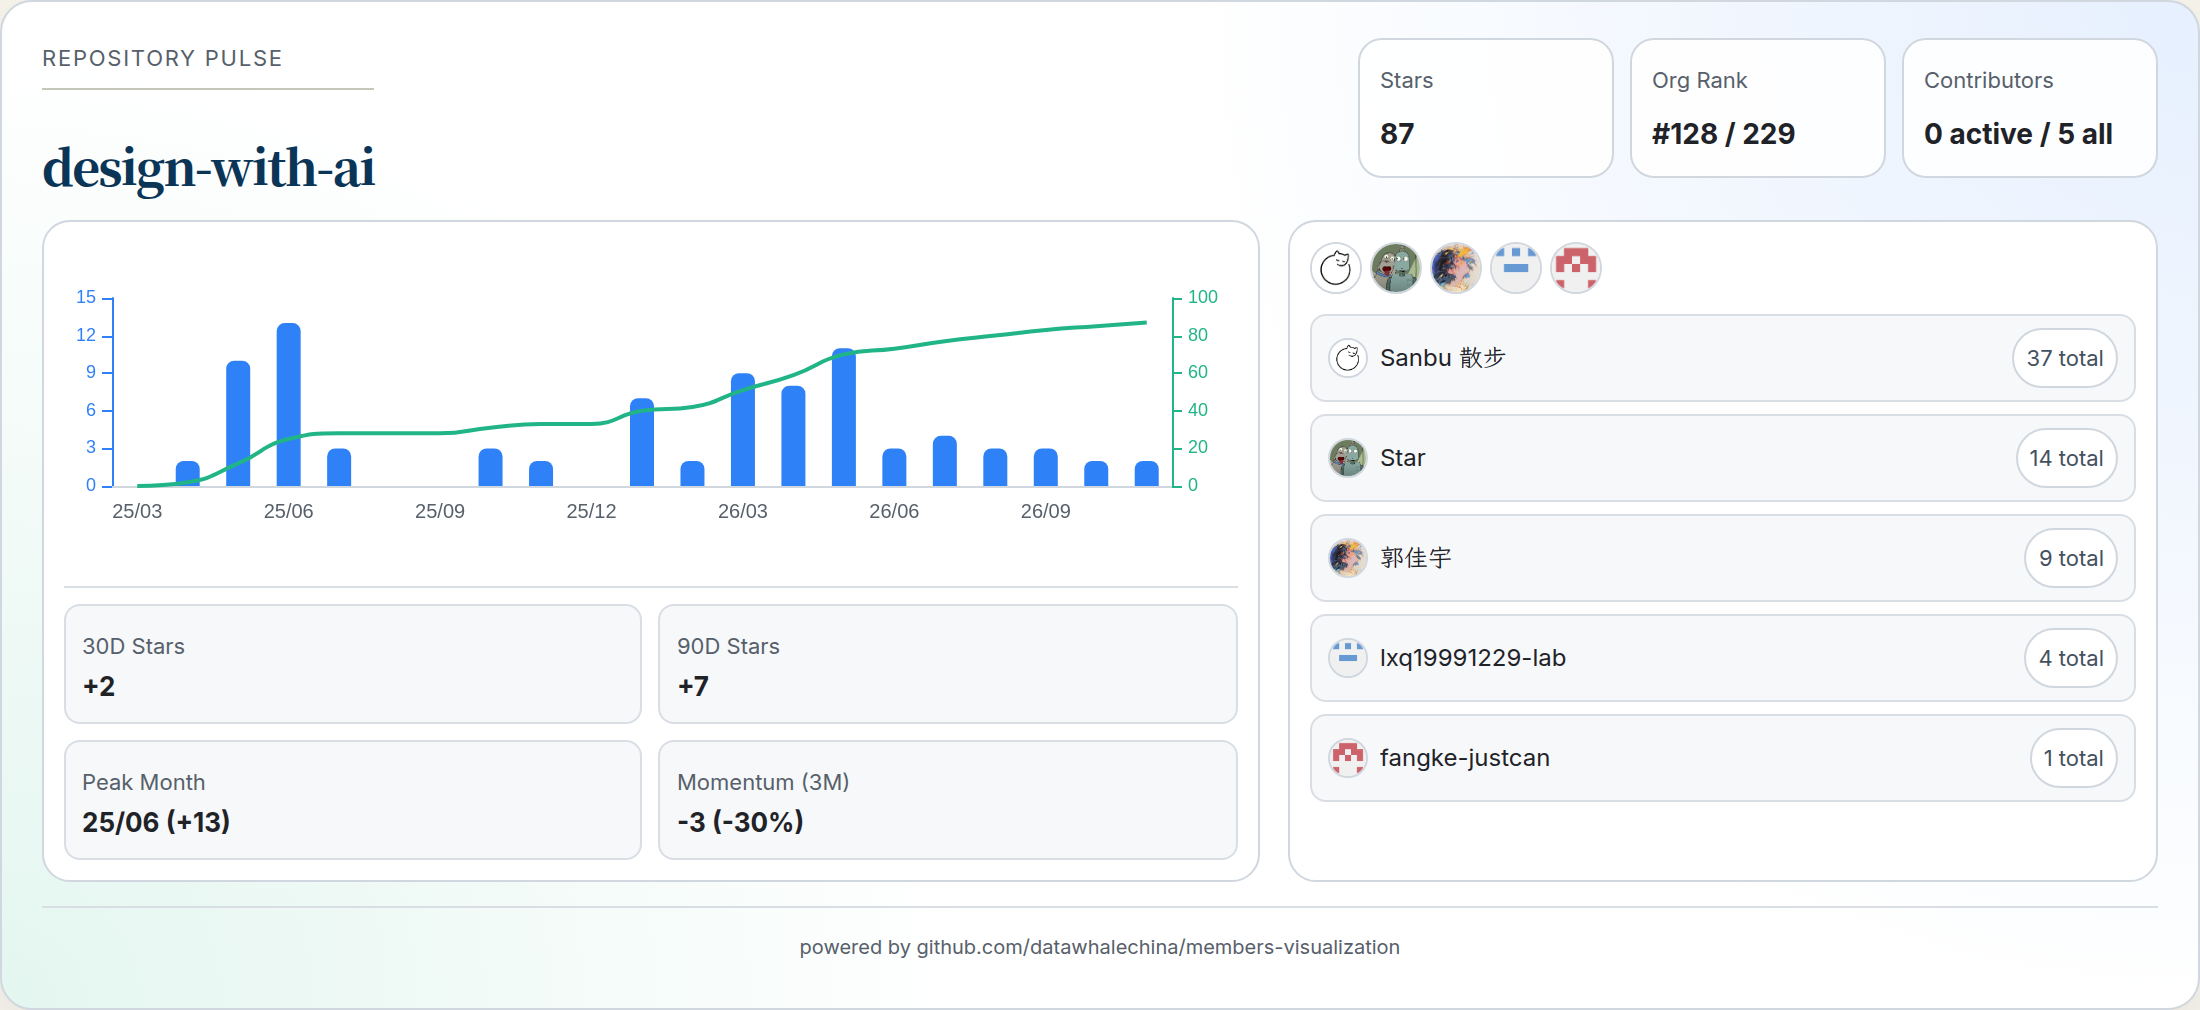 REPOSITORY PULSE
design-with-ai
Stars
87
Org Rank
#128 / 229
Contributors
0 active / 5 all
15
12
9
6
3
0
100
80
60
40
20
0
25/03
25/06
25/09
25/12
26/03
26/06
26/09
30D Stars
+2
90D Stars
+7
Peak Month
25/06 (+13)
Momentum (3M)
-3 (-30%)
Sanbu 散步
37 total
Star
14 total
郭佳宇
9 total
lxq19991229-lab
4 total
fangke-justcan
1 total
powered by github.com/datawhalechina/members-visualization